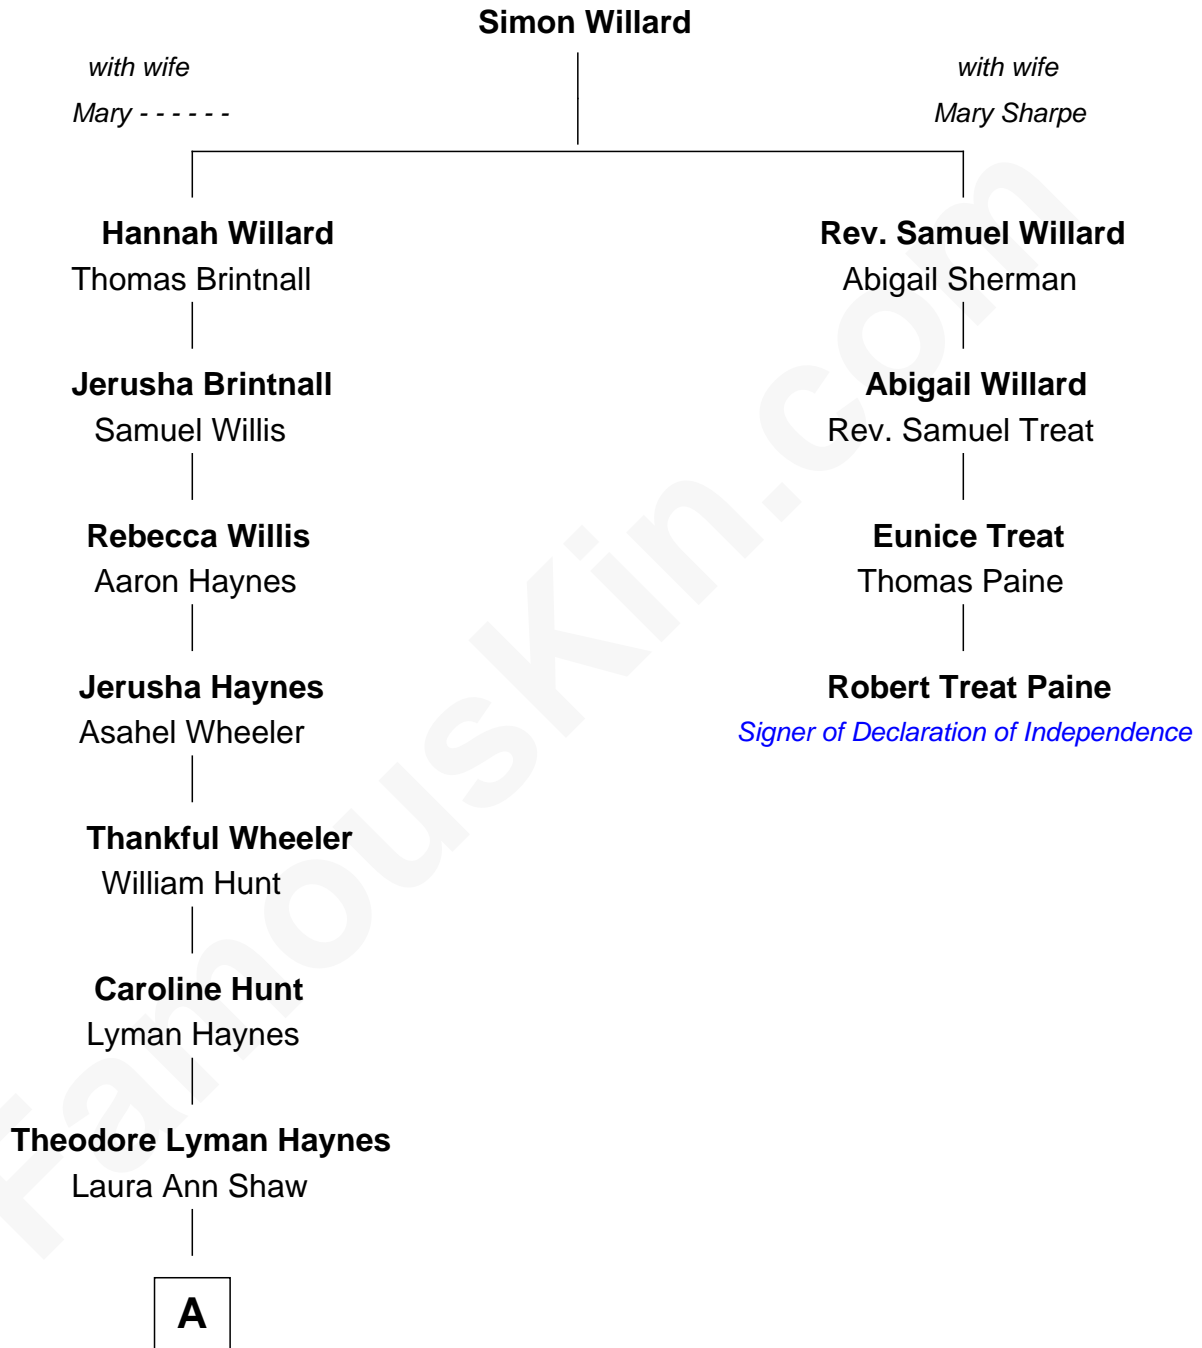 Simon Willard
with wife
with wife
Mary - - - - - -
Mary Sharpe
Hannah Willard
Rev. Samuel Willard
Thomas Brintnall
Abigail Sherman
Jerusha Brintnall
Abigail Willard
Samuel Willis
Rev. Samuel Treat
Rebecca Willis
Eunice Treat
Aaron Haynes
Thomas Paine
Jerusha Haynes
Robert Treat Paine
Asahel Wheeler
Signer of Declaration of Independence
Thankful Wheeler
William Hunt
Caroline Hunt
Lyman Haynes
Theodore Lyman Haynes
Laura Ann Shaw
A
FamousKin.com